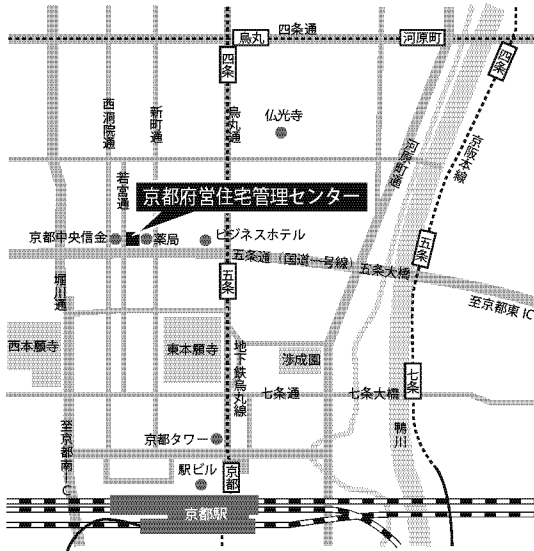 四条通
烏丸
河原町
四条
四条
西洞院通
新町通
烏丸通
仏光寺
河原町通
京阪本線
若宮通
京都府営住宅管理センター
京都中央信金
薬局
ビジネスホテル
五条通(国道一号線)五条大橋
五条
五条
至京都東IC
堀川通
西本願寺
東本願寺
地下鉄烏丸線
渉成園
七条
七条通
七条大橋
鴨川
至京都南IC
京都タワー
駅ビル
京都
京都駅